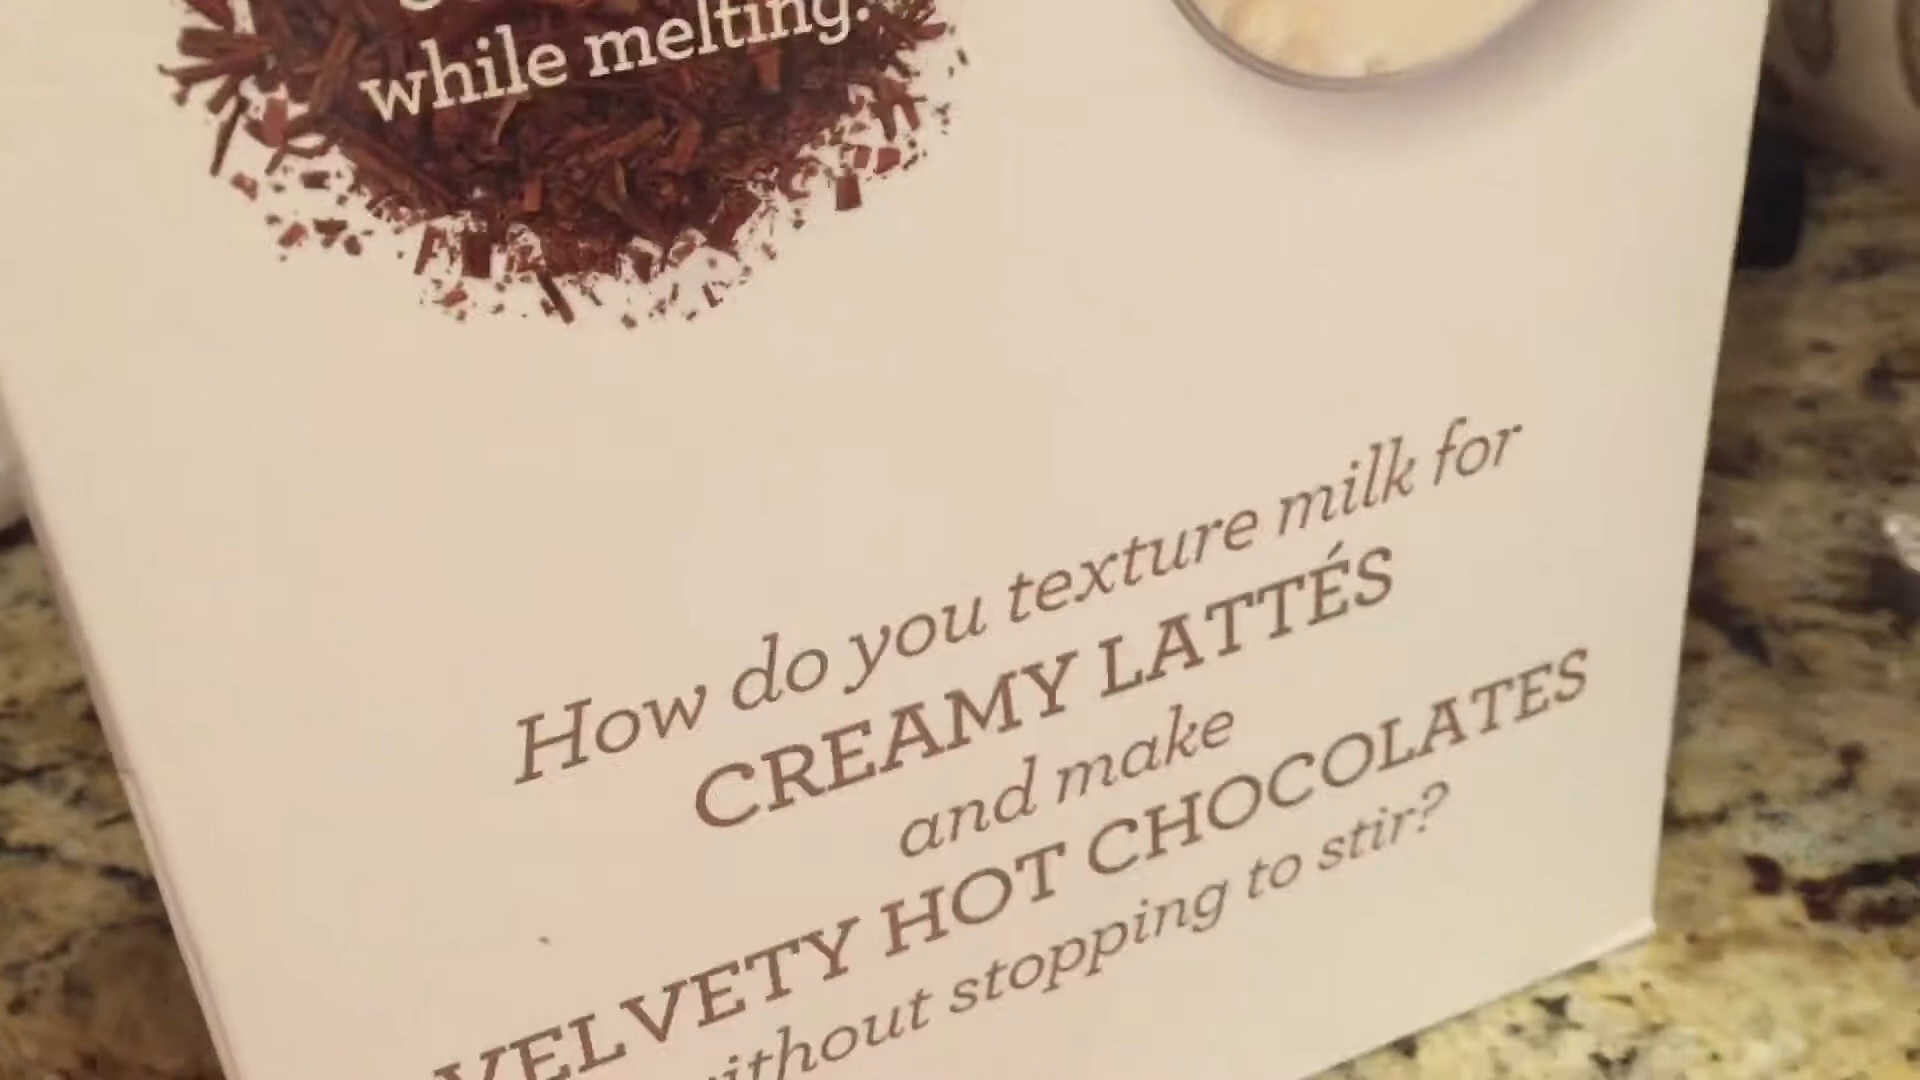 while melting.
How do you texture milk for
CREAMY LATTÉS
and make
VELVETY HOT CHOCOLATES
without stopping to stir?